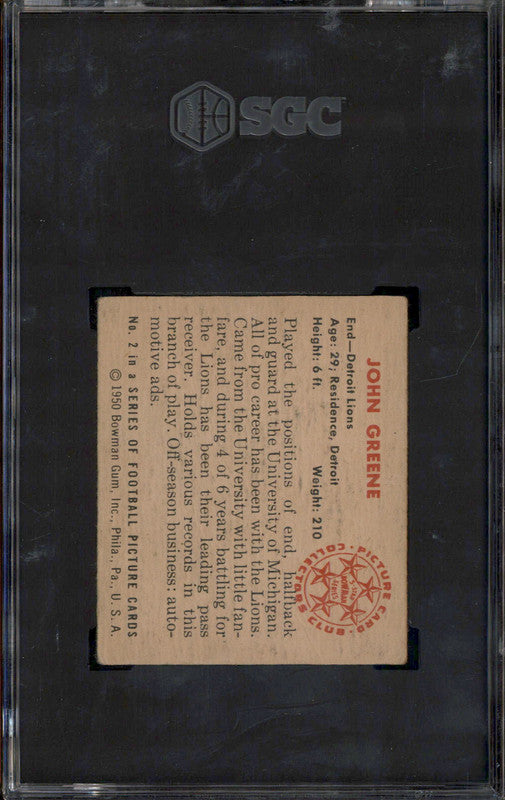 SGC
JOHN GREENE
End—Detroit Lions
Age: 29; Residence, Detroit
Height: 6 ft. Weight: 210
PICTURE CARD COLLECTORS CLUB
5-STAR
BOWMAN
Played the positions of end, halfback
and guard at the University of Michigan.
All of pro career has been with the Lions.
Came from the University with little fan-
fare, and during 4 of 6 years battling for
the Lions has been their leading pass
receiver. Holds various records in this
branch of play. Off-season business: auto-
motive ads.
No. 2 in a SERIES OF FOOTBALL PICTURE CARDS
© 1950 Bowman Gum, Inc., Phila., Pa., U. S. A.